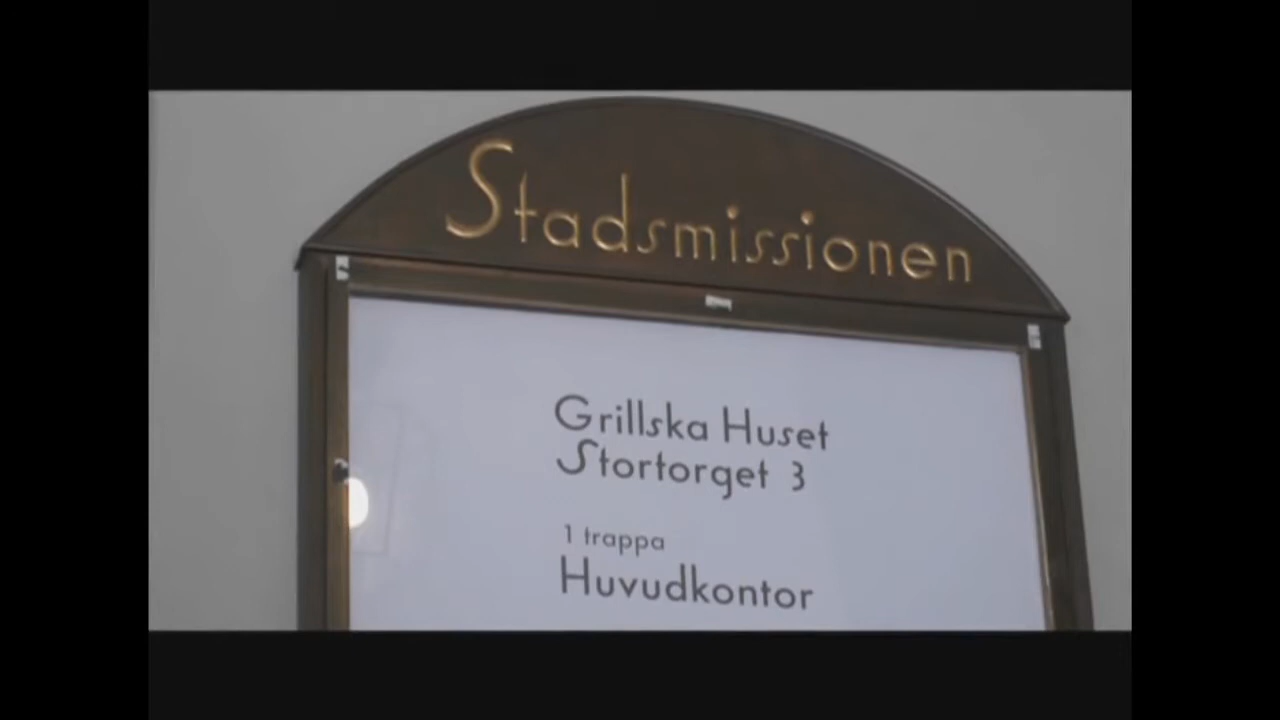 Stadsmissionen
Grillska Huset
Stortorget 3
1 trappa
Huvudkontor